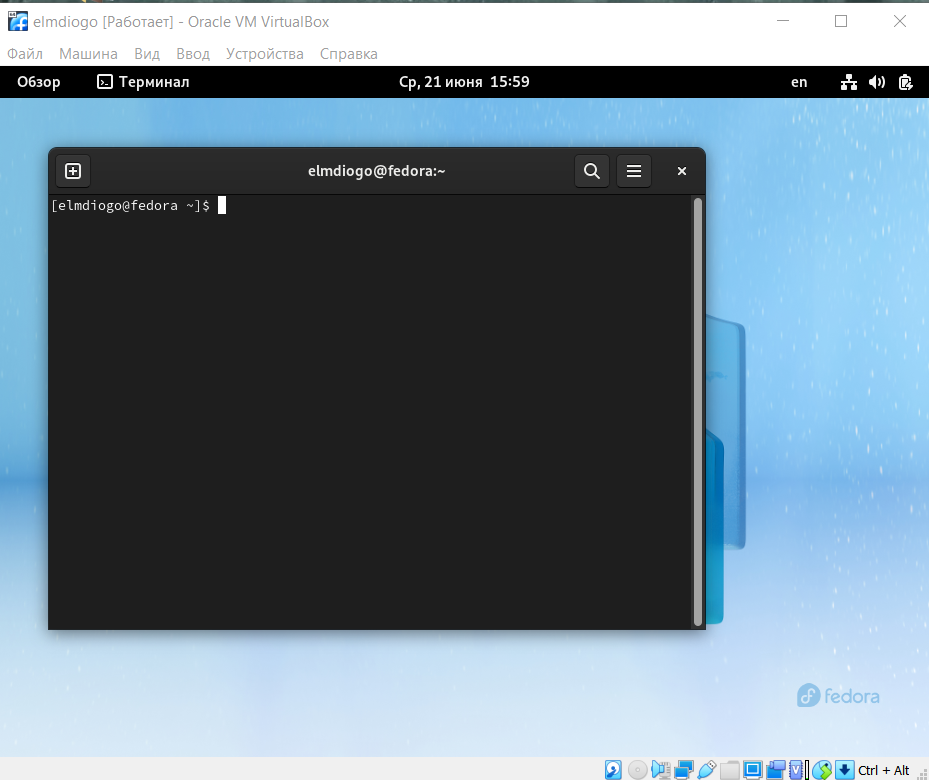 elmdiogo [Работает] - Oracle VM VirtualBox
Файл Машина Вид Ввод Устройства Справка
Обзор Терминал Ср, 21 июня 15:59 en
elmdiogo@fedora:~
[elmdiogo@fedora ~]$
fedora
Ctrl + Alt